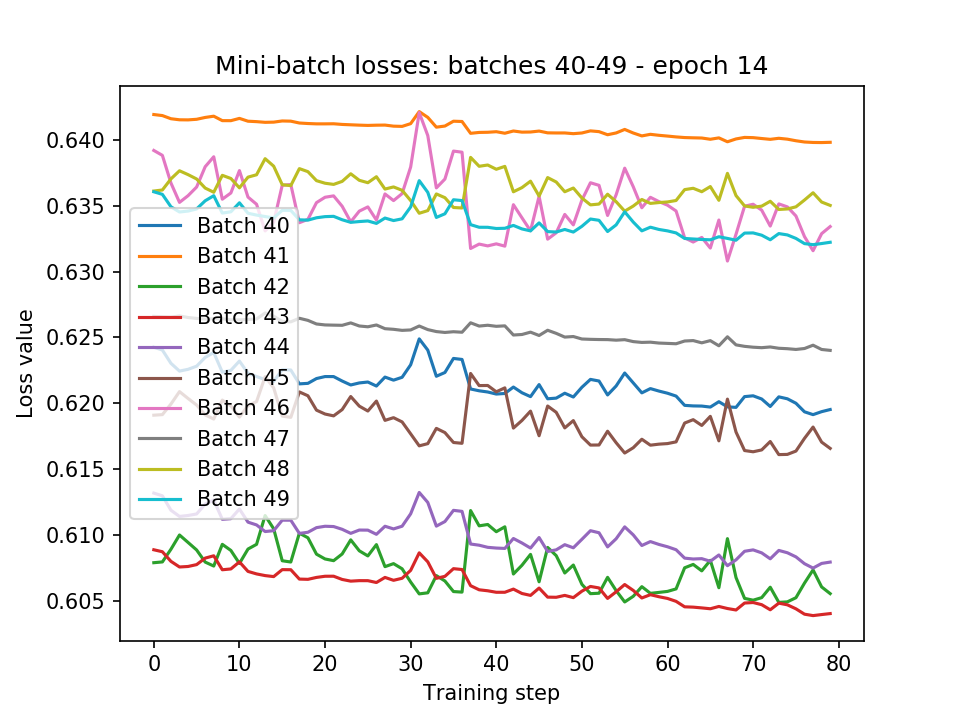 Mini-batch losses: batches 40-49 - epoch 14
Loss value
0.640
0.635
0.630
0.625
0.620
0.615
0.610
0.605
Batch 40
Batch 41
Batch 42
Batch 43
Batch 44
Batch 45
Batch 46
Batch 47
Batch 48
Batch 49
0 10 20 30 40 50 60 70 80
Training step